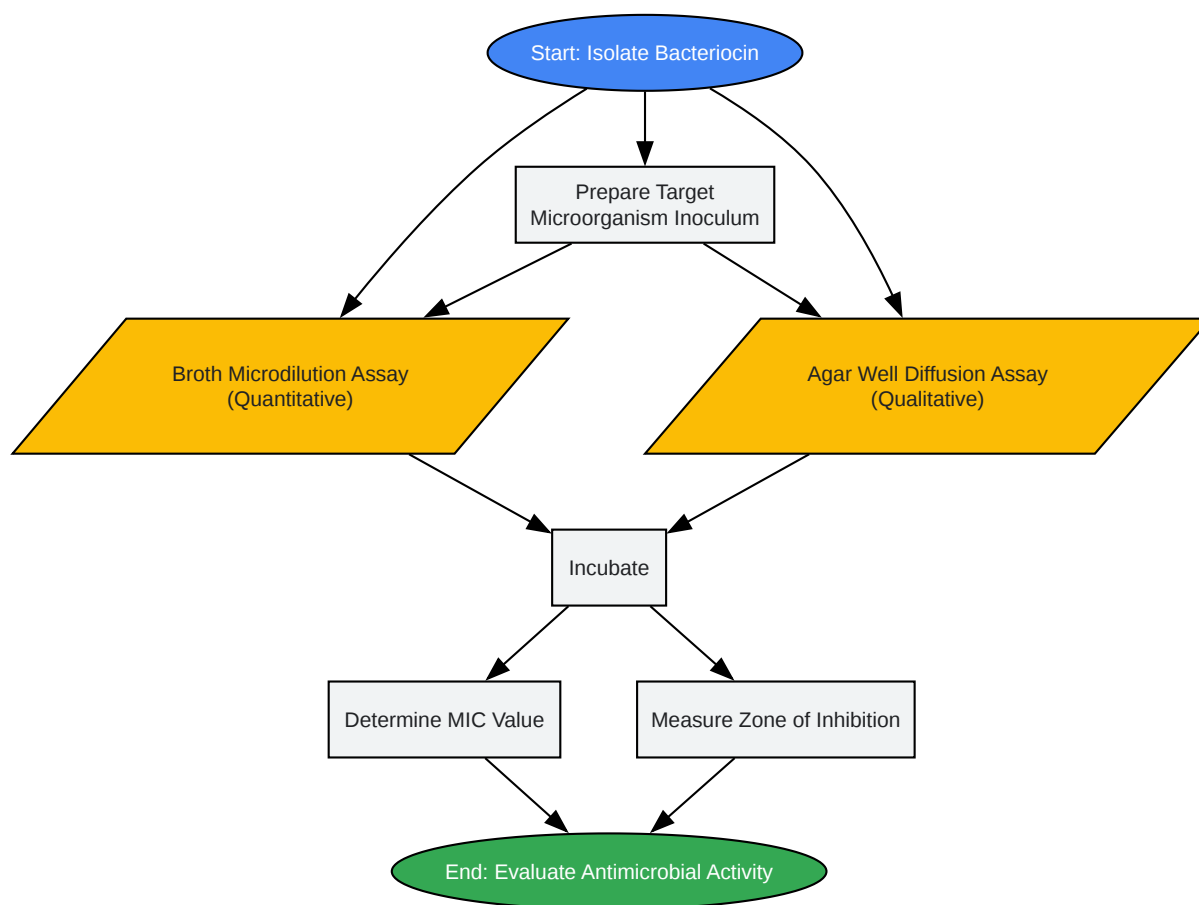 Start: Isolate Bacteriocin
Prepare Target
Microorganism Inoculum
Broth Microdilution Assay
(Quantitative)
Agar Well Diffusion Assay
(Qualitative)
Incubate
Determine MIC Value
Measure Zone of Inhibition
End: Evaluate Antimicrobial Activity